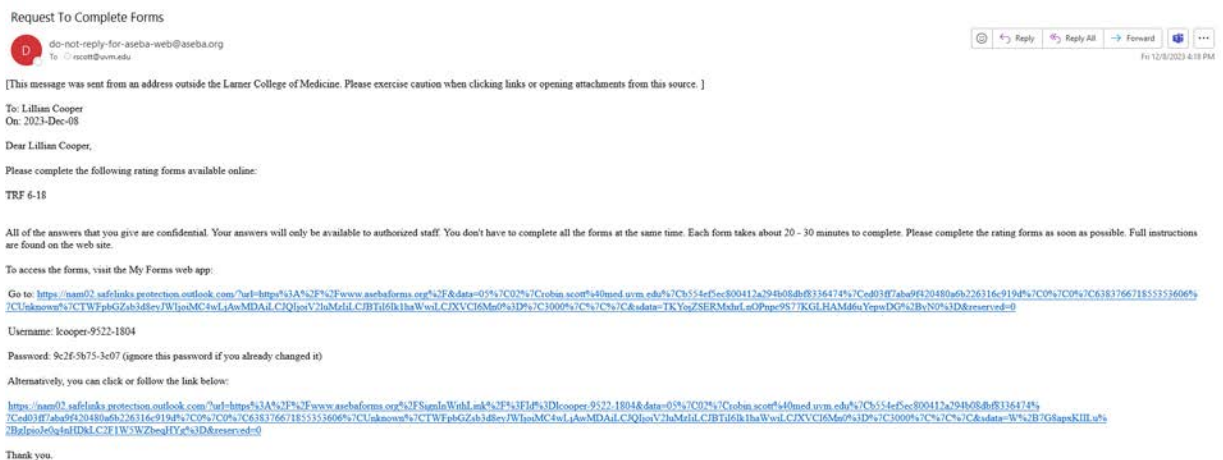 Request To Complete Forms
D
do-not-reply-for-aseba-web@aseba.org
To rscott@uvm.edu
Reply
Reply All
Forward
Fri 12/8/2023 4:18 PM
[This message was sent from an address outside the Larner College of Medicine. Please exercise caution when clicking links or opening attachments from this source. ]
To: Lillian Cooper
On: 2023-Dec-08
Dear Lillian Cooper,
Please complete the following rating forms available online:
TRF 6-18
All of the answers that you give are confidential. Your answers will only be available to authorized staff. You don't have to complete all the forms at the same time. Each form takes about 20 - 30 minutes to complete. Please complete the rating forms as soon as possible. Full instructions
are found on the web site.
To access the forms, visit the My Forms web app:
Go to:
Username: lcooper-9522-1804
Password: 9c2f-5b75-3c07 (ignore this password if you already changed it)
Alternatively, you can click or follow the link below:
Thank you.